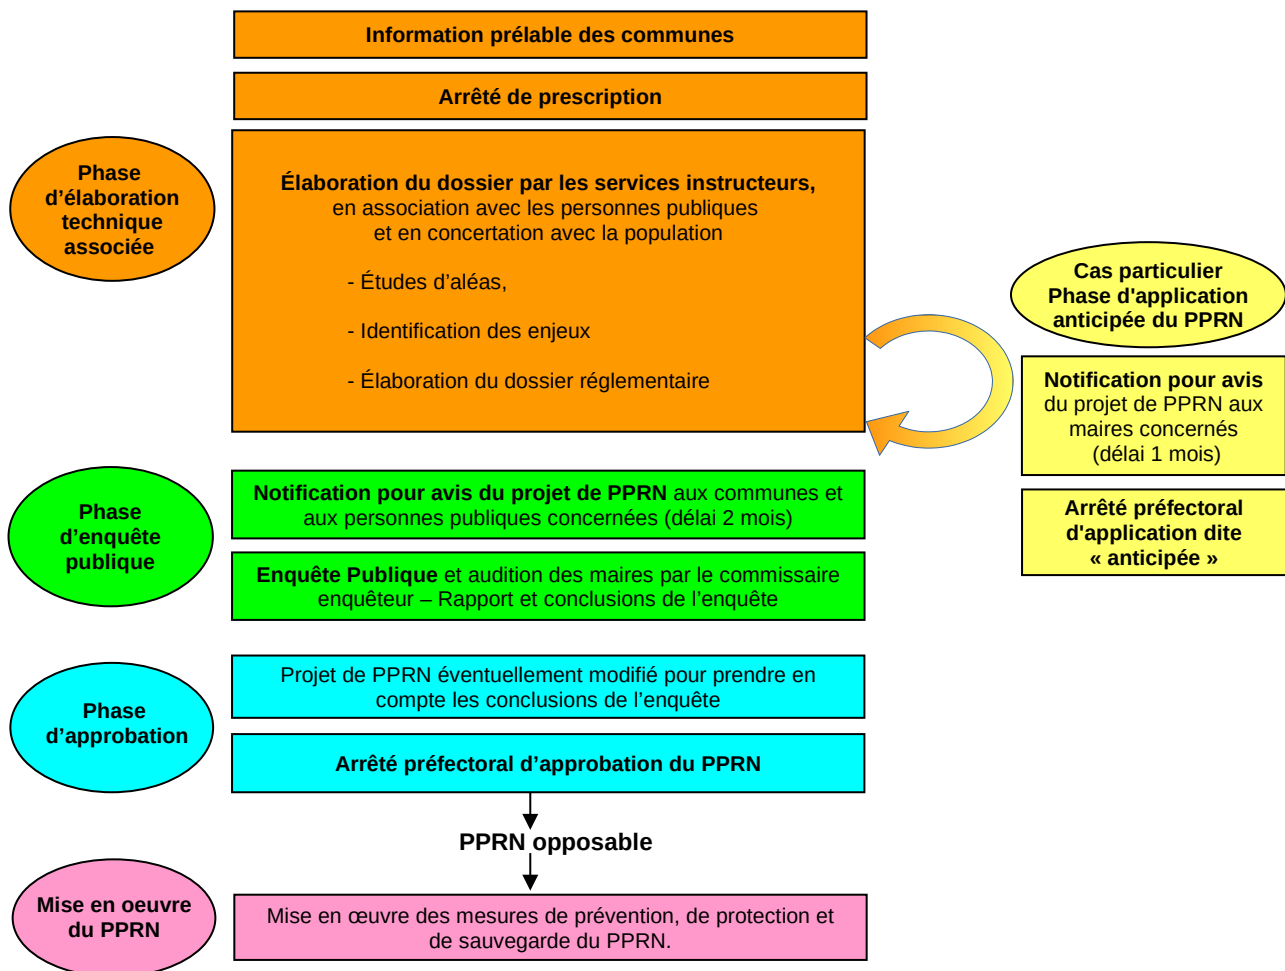 Information prélable des communes
Arrêté de prescription
Phase
d’élaboration
technique
associée
Élaboration du dossier par les services instructeurs,
en association avec les personnes publiques
et en concertation avec la population
- Études d’aléas,
- Identification des enjeux
- Élaboration du dossier réglementaire
Cas particulier
Phase d'application
anticipée du PPRN
Notification pour avis
du projet de PPRN aux
maires concernés
(délai 1 mois)
Arrêté préfectoral
d'application dite
« anticipée »
Phase
d’enquête
publique
Notification pour avis du projet de PPRN aux communes et
aux personnes publiques concernées (délai 2 mois)
Enquête Publique et audition des maires par le commissaire
enquêteur – Rapport et conclusions de l’enquête
Phase
d’approbation
Projet de PPRN éventuellement modifié pour prendre en
compte les conclusions de l’enquête
Arrêté préfectoral d’approbation du PPRN
PPRN opposable
Mise en oeuvre
du PPRN
Mise en œuvre des mesures de prévention, de protection et
de sauvegarde du PPRN.